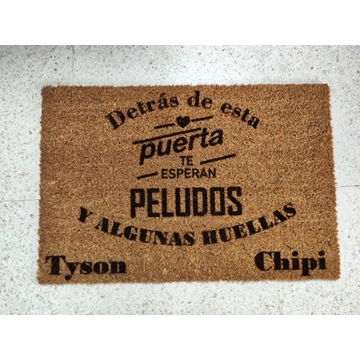 Detrás de esta
puerta
TE
ESPERAN
PELUDOS
Y ALGUNAS HUELLAS
Tyson Chipi